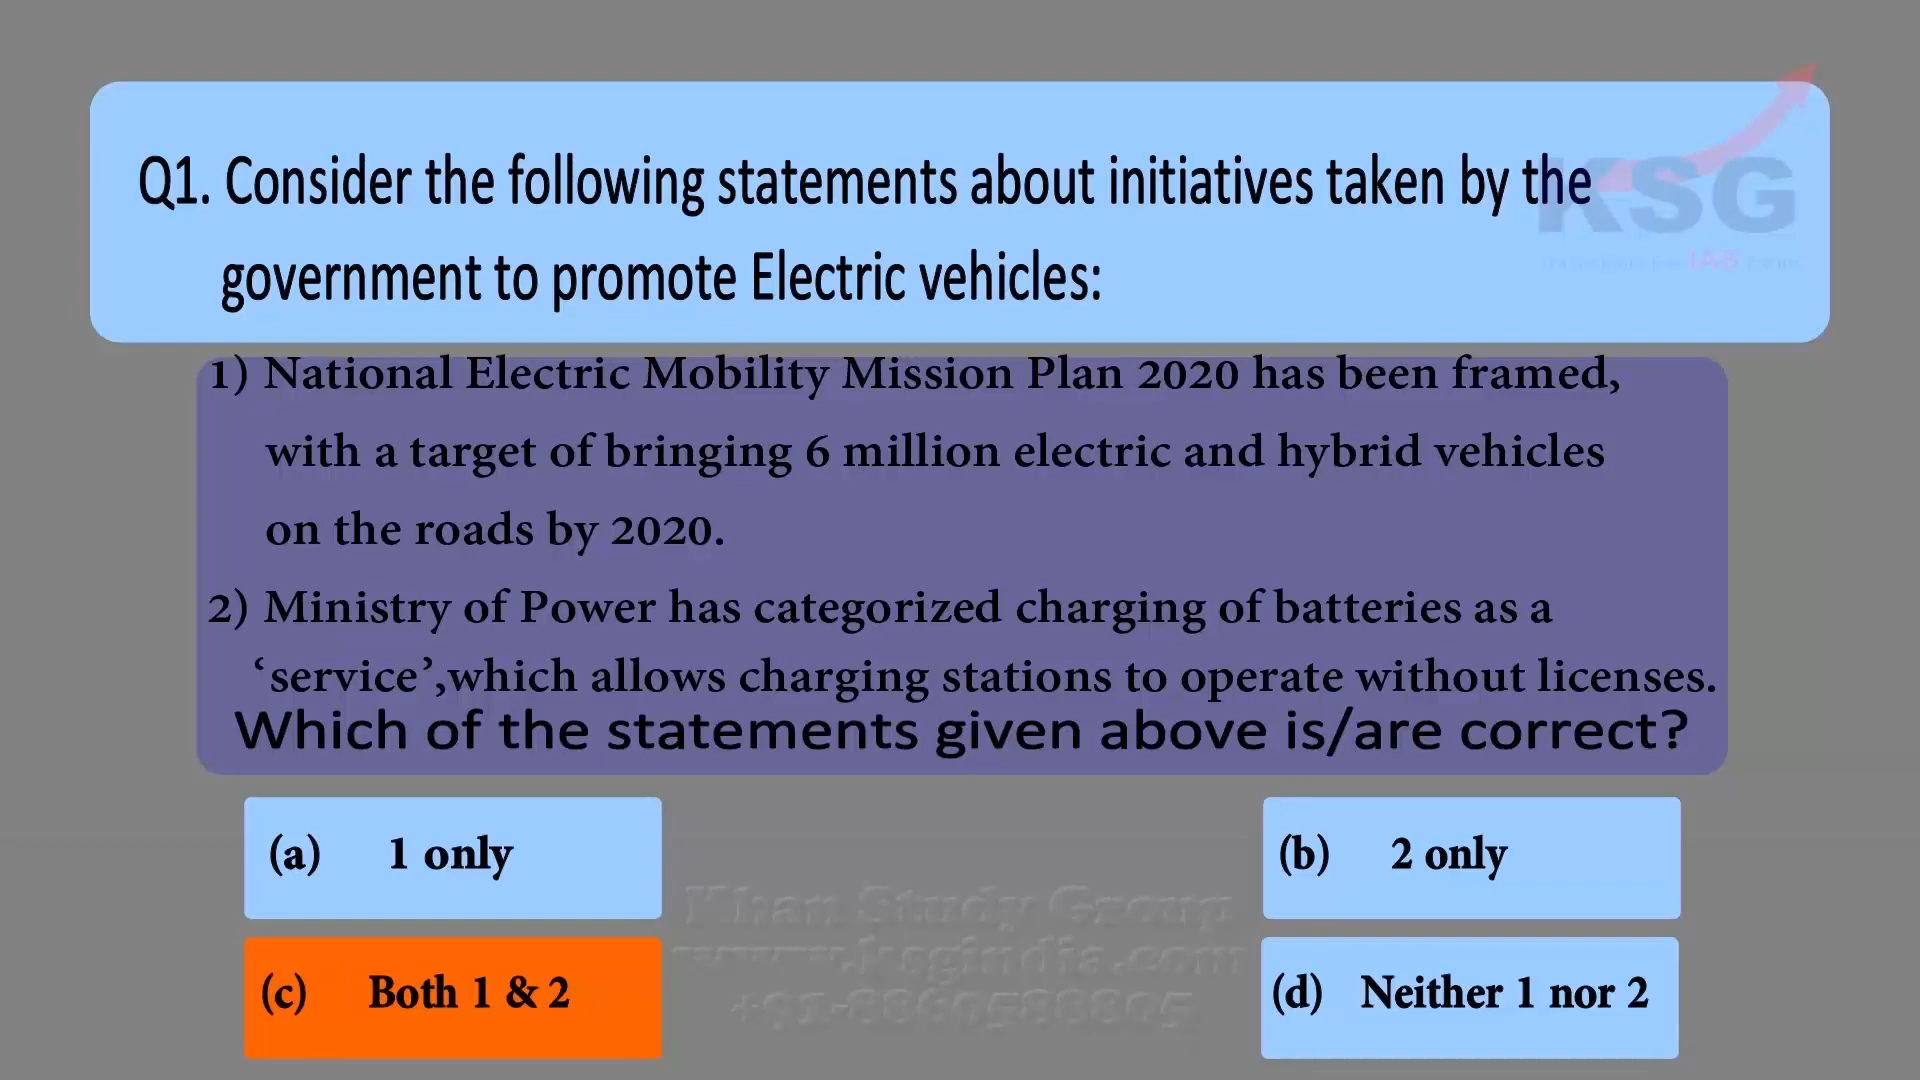 Q1. Consider the following statements about initiatives taken by the
government to promote Electric vehicles:
KSG
IAS
1) National Electric Mobility Mission Plan 2020 has been framed,
with a target of bringing 6 million electric and hybrid vehicles
on the roads by 2020.
2) Ministry of Power has categorized charging of batteries as a
‘service’,which allows charging stations to operate without licenses.
Which of the statements given above is/are correct?
(a) 1 only
(b) 2 only
Khan Study Group
www.ksgindia.com
(c) Both 1 & 2
(d) Neither 1 nor 2